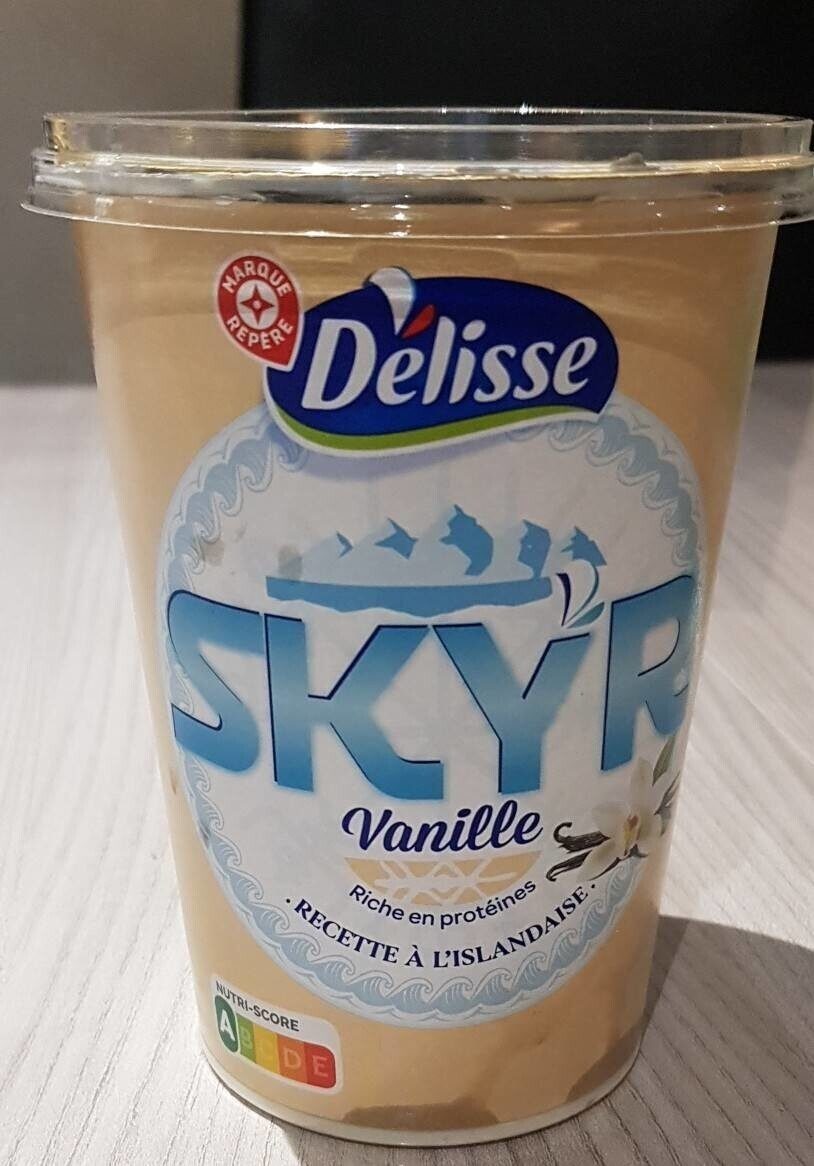 MARQUE
REPÈRE
Délisse
SKYR
Vanille
Riche en protéines
· RECETTE À L'ISLANDAISE ·
NUTRI-SCORE
A B C D E